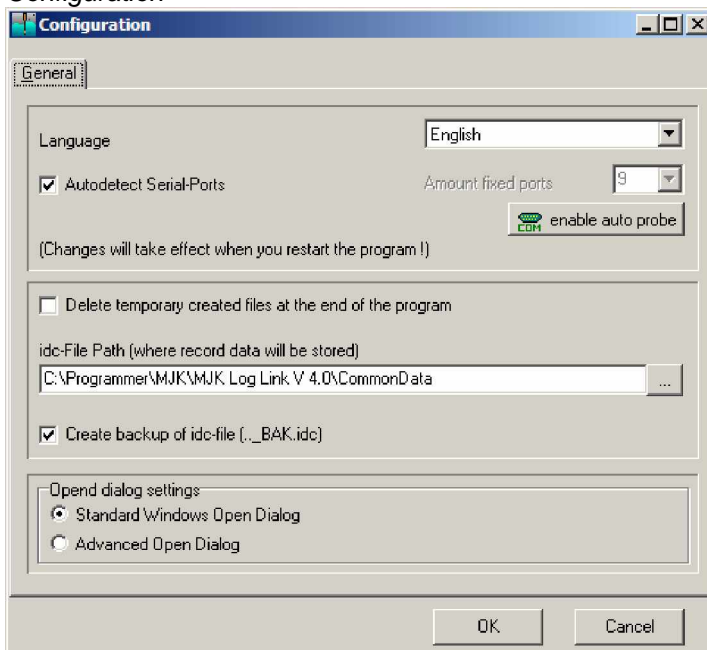 Configuration
Configuration
General
Language
English
Autodetect Serial-Ports
Amount fixed ports
9
COM
enable auto probe
(Changes will take effect when you restart the program !)
Delete temporary created files at the end of the program
idc-File Path (where record data will be stored)
C:\Programmer\MJK\MJK Log Link V 4.0\CommonData
...
Create backup of idc-file (.._BAK.idc)
Opend dialog settings
Standard Windows Open Dialog
Advanced Open Dialog
OK
Cancel